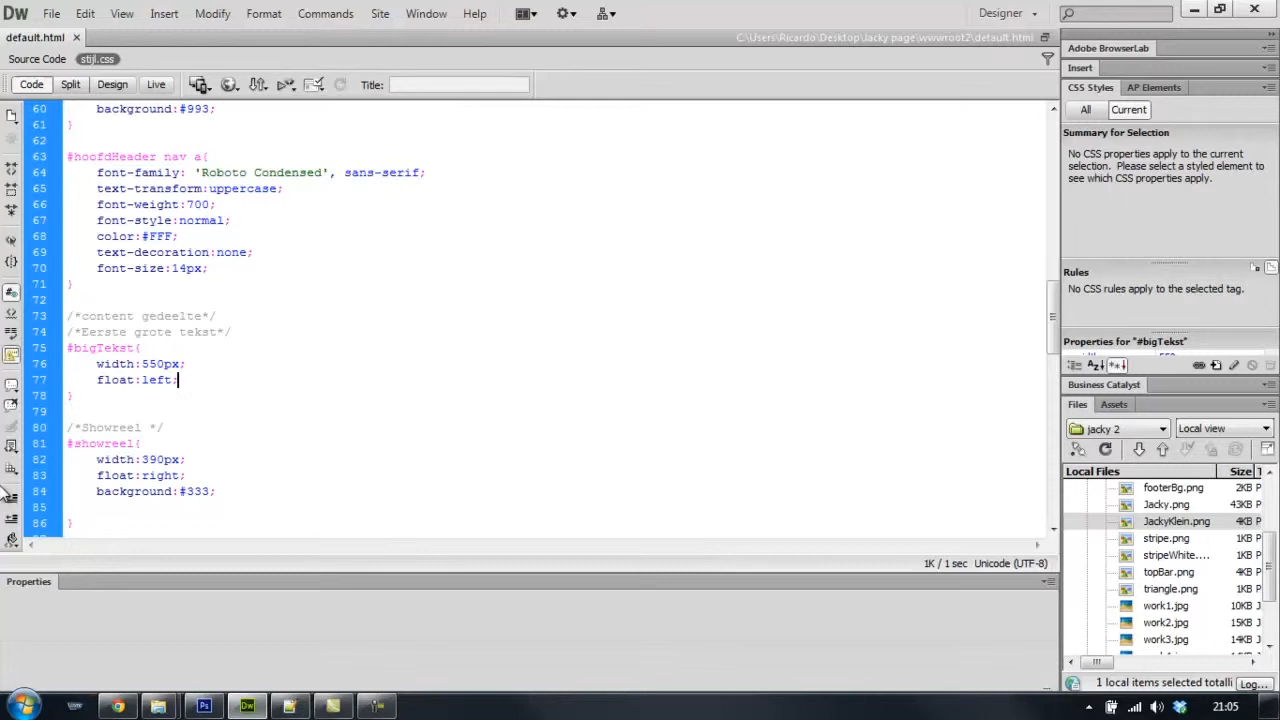 DW File Edit View Insert Modify Format Commands Site Window Help Designer
default.html C:\Users\Ricardo\Desktop\Jacky page\wwwroot2\default.html
Source Code stijl.css
Code Split Design Live Title:
60 background:#993;
61 }
62
63 #hoofdHeader nav a{
64 font-family: 'Roboto Condensed', sans-serif;
65 text-transform:uppercase;
66 font-weight:700;
67 font-style:normal;
68 color:#FFF;
69 text-decoration:none;
70 font-size:14px;
71 }
72
73 /*content gedeelte*/
74 /*Eerste grote tekst*/
75 #bigTekst{
76 width:550px;
77 float:left;
78 }
79
80 /*Showreel */
81 #showreel{
82 width:390px;
83 float:right;
84 background:#333;
85
86 }
1K / 1 sec Unicode (UTF-8)
Properties
Adobe BrowserLab
Insert
CSS Styles AP Elements
All Current
Summary for Selection
No CSS properties apply to the current
selection. Please select a styled element to
see which CSS properties apply.
Rules
No CSS rules apply to the selected tag.
Properties for "#bigTekst"
Business Catalyst
Files Assets
jacky 2 Local view
Local Files Size
footerBg.png 2KB P
Jacky.png 43KB P
JackyKlein.png 4KB P
stripe.png 1KB P
stripeWhite.... 1KB P
topBar.png 4KB P
triangle.png 1KB P
work1.jpg 10KB J
work2.jpg 15KB J
work3.jpg 14KB J
1 local items selected totalli Log...
Ps Dw 21:05